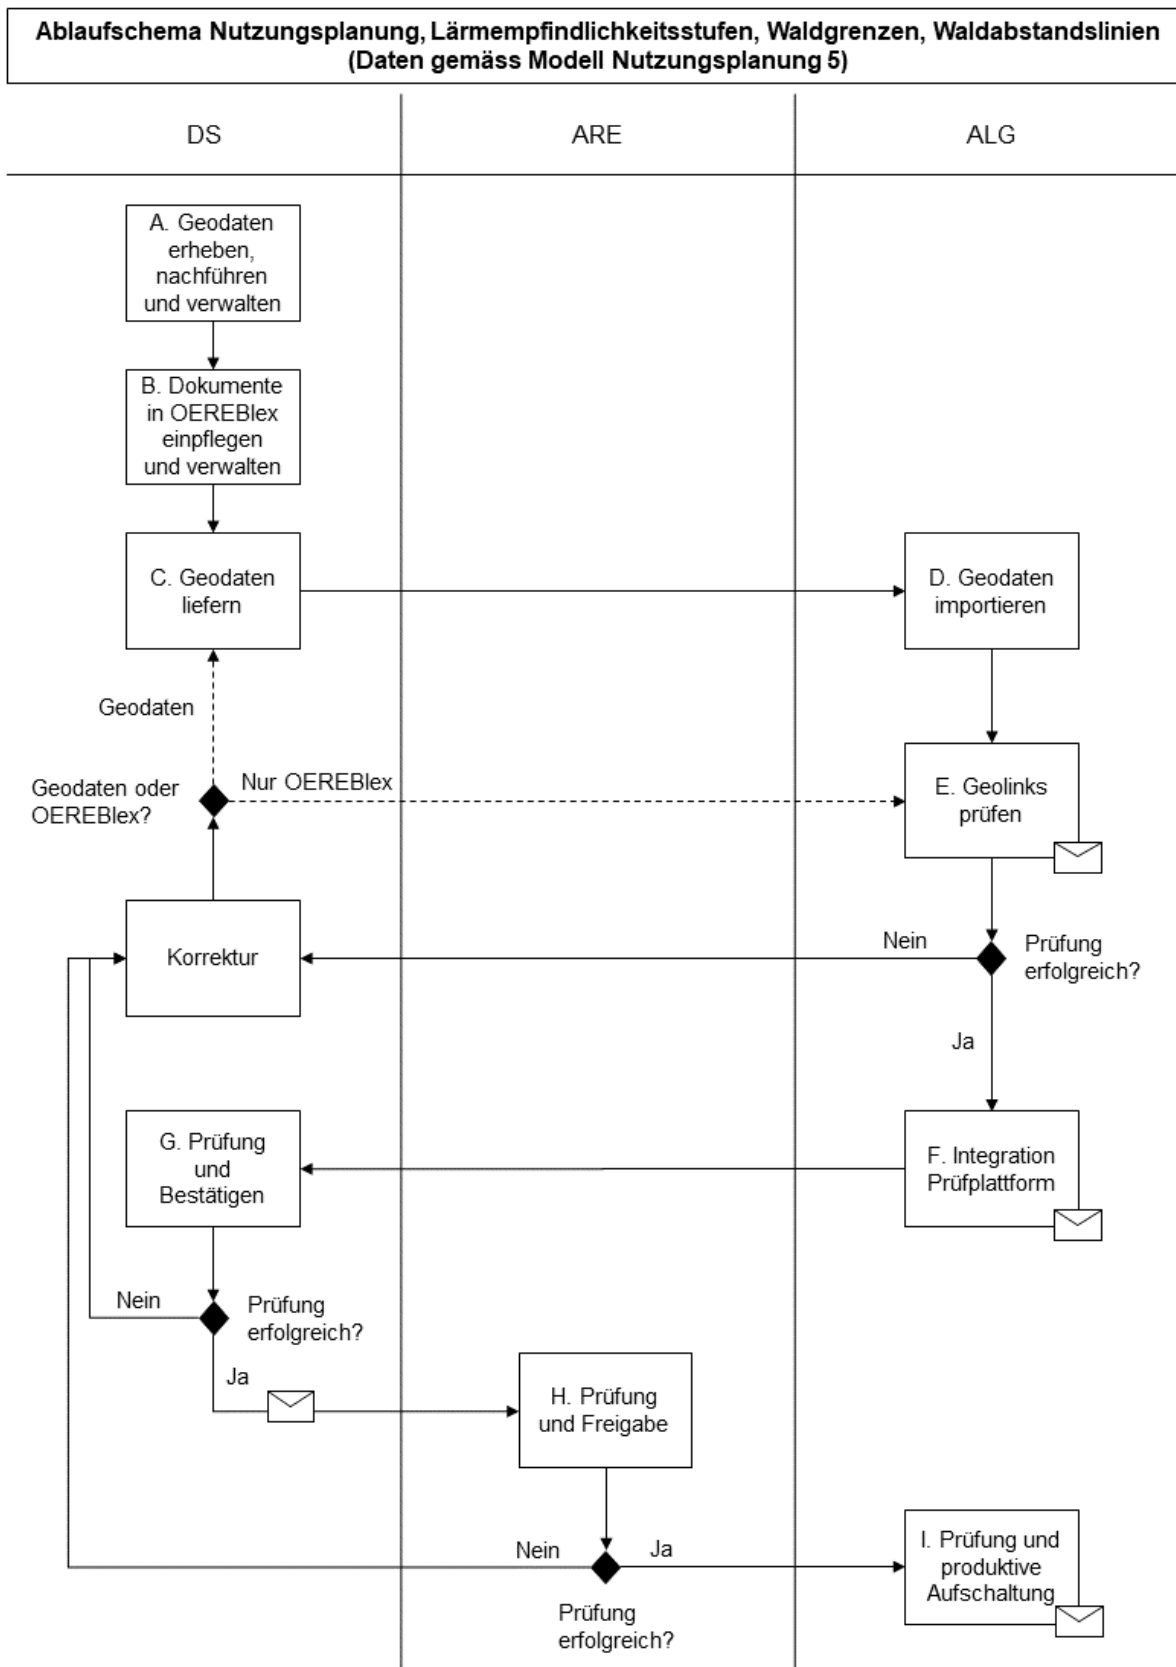 Ablaufschema Nutzungsplanung, Lärmempfindlichkeitsstufen, Waldgrenzen, Waldabstandslinien
(Daten gemäss Modell Nutzungsplanung 5)
DS
ARE
ALG
A. Geodaten
erheben,
nachführen
und verwalten
B. Dokumente
in OEREBlex
einpflegen
und verwalten
C. Geodaten
liefern
D. Geodaten
importieren
Geodaten
Geodaten oder
OEREBlex?
Nur OEREBlex
E. Geolinks
prüfen
Korrektur
Nein
Prüfung
erfolgreich?
Ja
G. Prüfung
und
Bestätigen
F. Integration
Prüfplattform
Nein
Prüfung
erfolgreich?
Ja
H. Prüfung
und Freigabe
Nein
Ja
Prüfung
erfolgreich?
I. Prüfung und
produktive
Aufschaltung